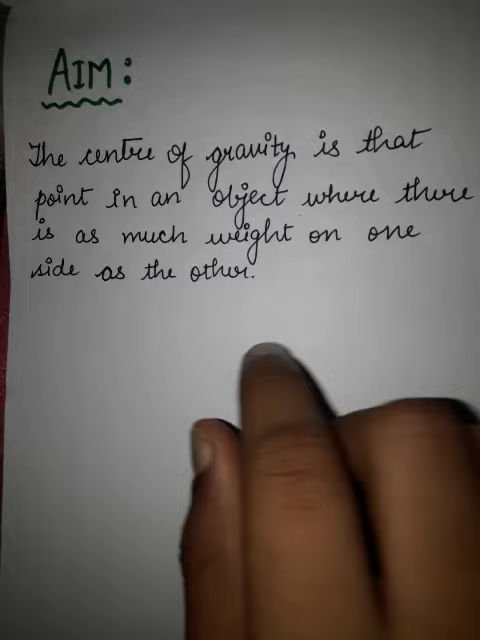 AIM:
The centre of gravity is that
point in an object where there
is as much weight on one
side as the other.